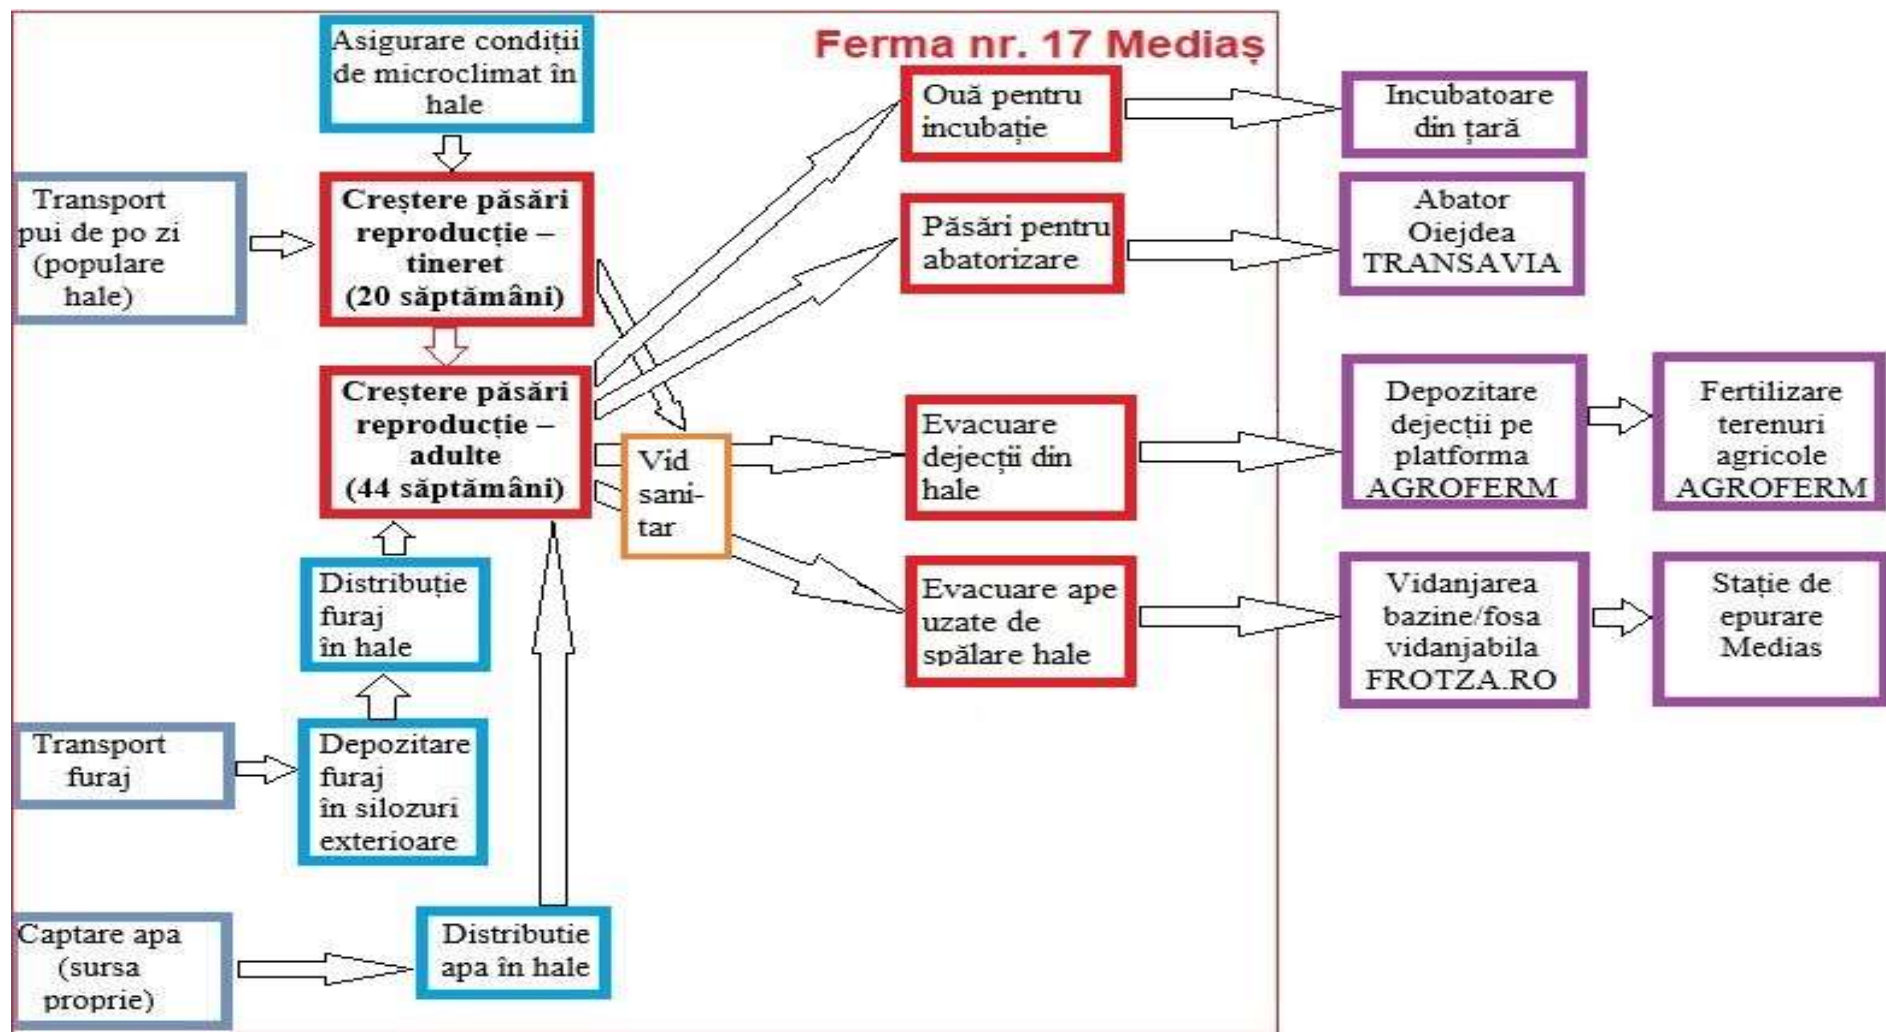 Ferma nr. 17 Mediaș
Asigurare condiții
de microclimat în
hale
Transport
pui de po zi
(populare
hale)
Creștere păsări
reproducție –
tineret
(20 săptămâni)
Creștere păsări
reproducție –
adulte
(44 săptămâni)
Distribuție
furaj
în hale
Transport
furaj
Depozitare
furaj
în silozuri
exterioare
Captare apa
(sursa
proprie)
Distributie
apa în hale
Vid
sani-
tar
Ouă pentru
incubație
Incubatoare
din țară
Păsări pentru
abatorizare
Abator
Oiejdea
TRANSAVIA
Evacuare
dejecții din
hale
Depozitare
dejecții pe
platforma
AGROFERM
Fertilizare
terenuri
agricole
AGROFERM
Evacuare ape
uzate de
spălare hale
Vidanjarea
bazine/fosa
vidanjabila
FROTZA.RO
Stație de
epurare
Medias